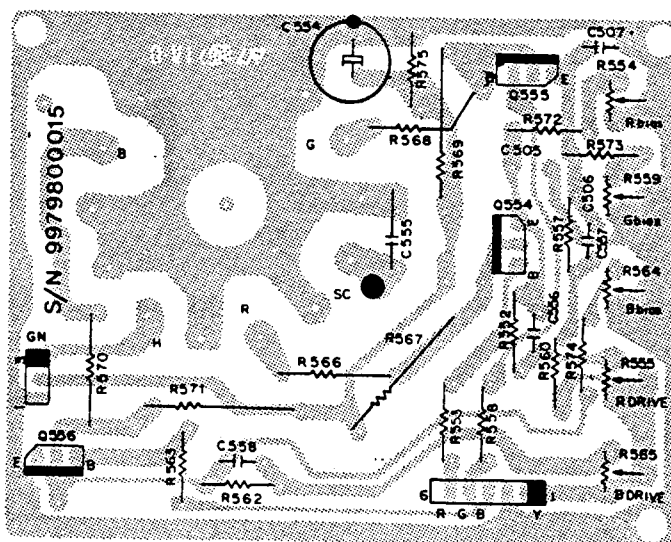 C554
C507
R575
E
R554
Q555
B
G
R572
Rbias
R568
C505
R573
R569
S/N 9979800015
R559
Q554
C506
E
Gbias
R557
C557
C555
B
R564
SC
R
C556
Bbias
H
R567
GN
R552
R560
R574
R570
R566
R555
R571
R DRIVE
R553
R558
Q556
C558
R563
E
B
R565
R562
6
1
R G B
Y
B DRIVE